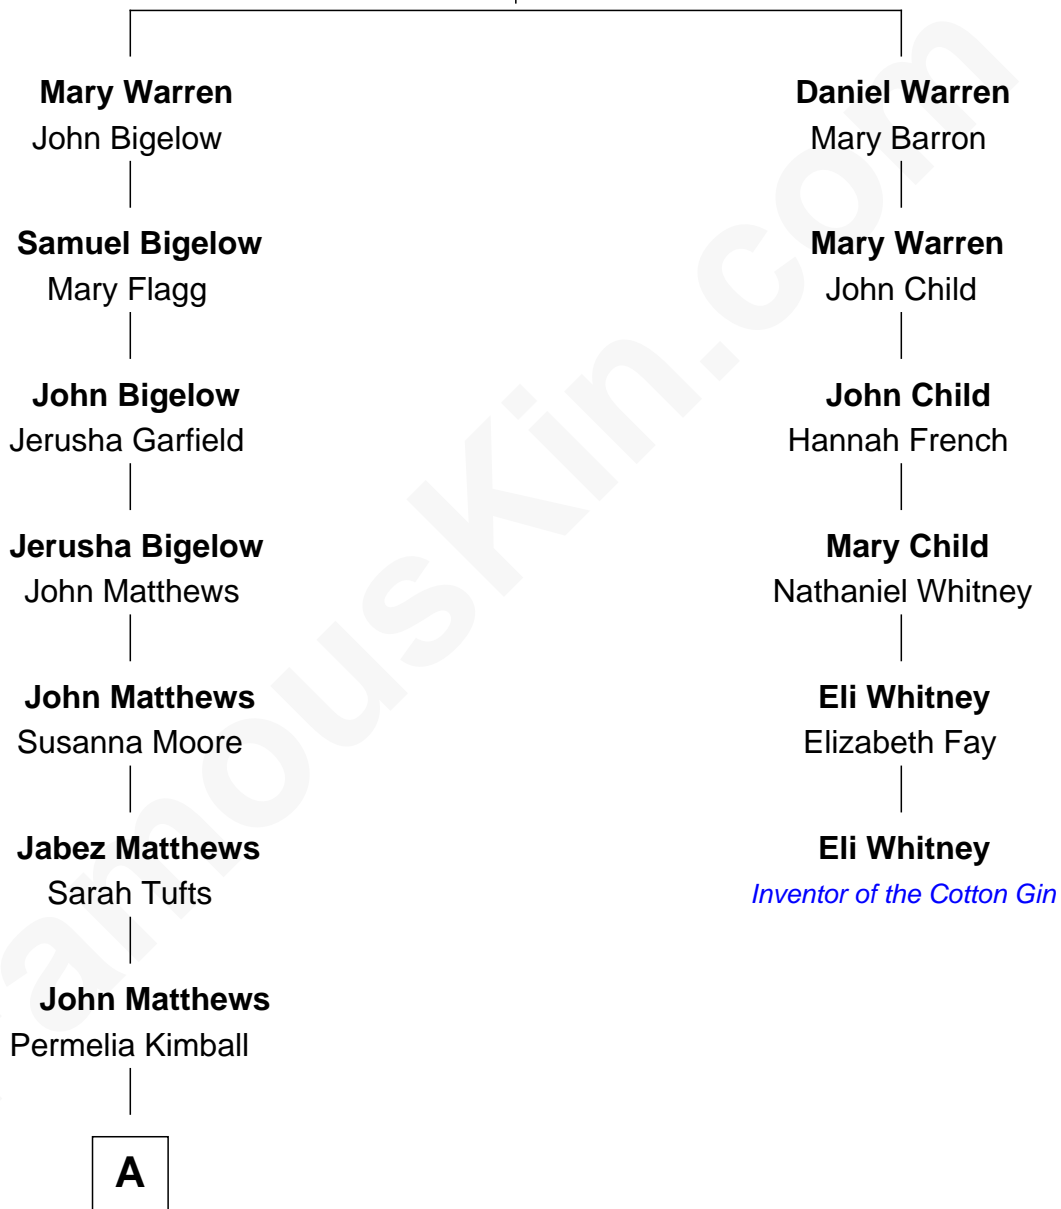 Mary Warren
John Bigelow
Samuel Bigelow
Mary Flagg
John Bigelow
Jerusha Garfield
Jerusha Bigelow
John Matthews
John Matthews
Susanna Moore
Jabez Matthews
Sarah Tufts
John Matthews
Permelia Kimball
A
Daniel Warren
Mary Barron
Mary Warren
John Child
John Child
Hannah French
Mary Child
Nathaniel Whitney
Eli Whitney
Elizabeth Fay
Eli Whitney
Inventor of the Cotton Gin
amouskin.com